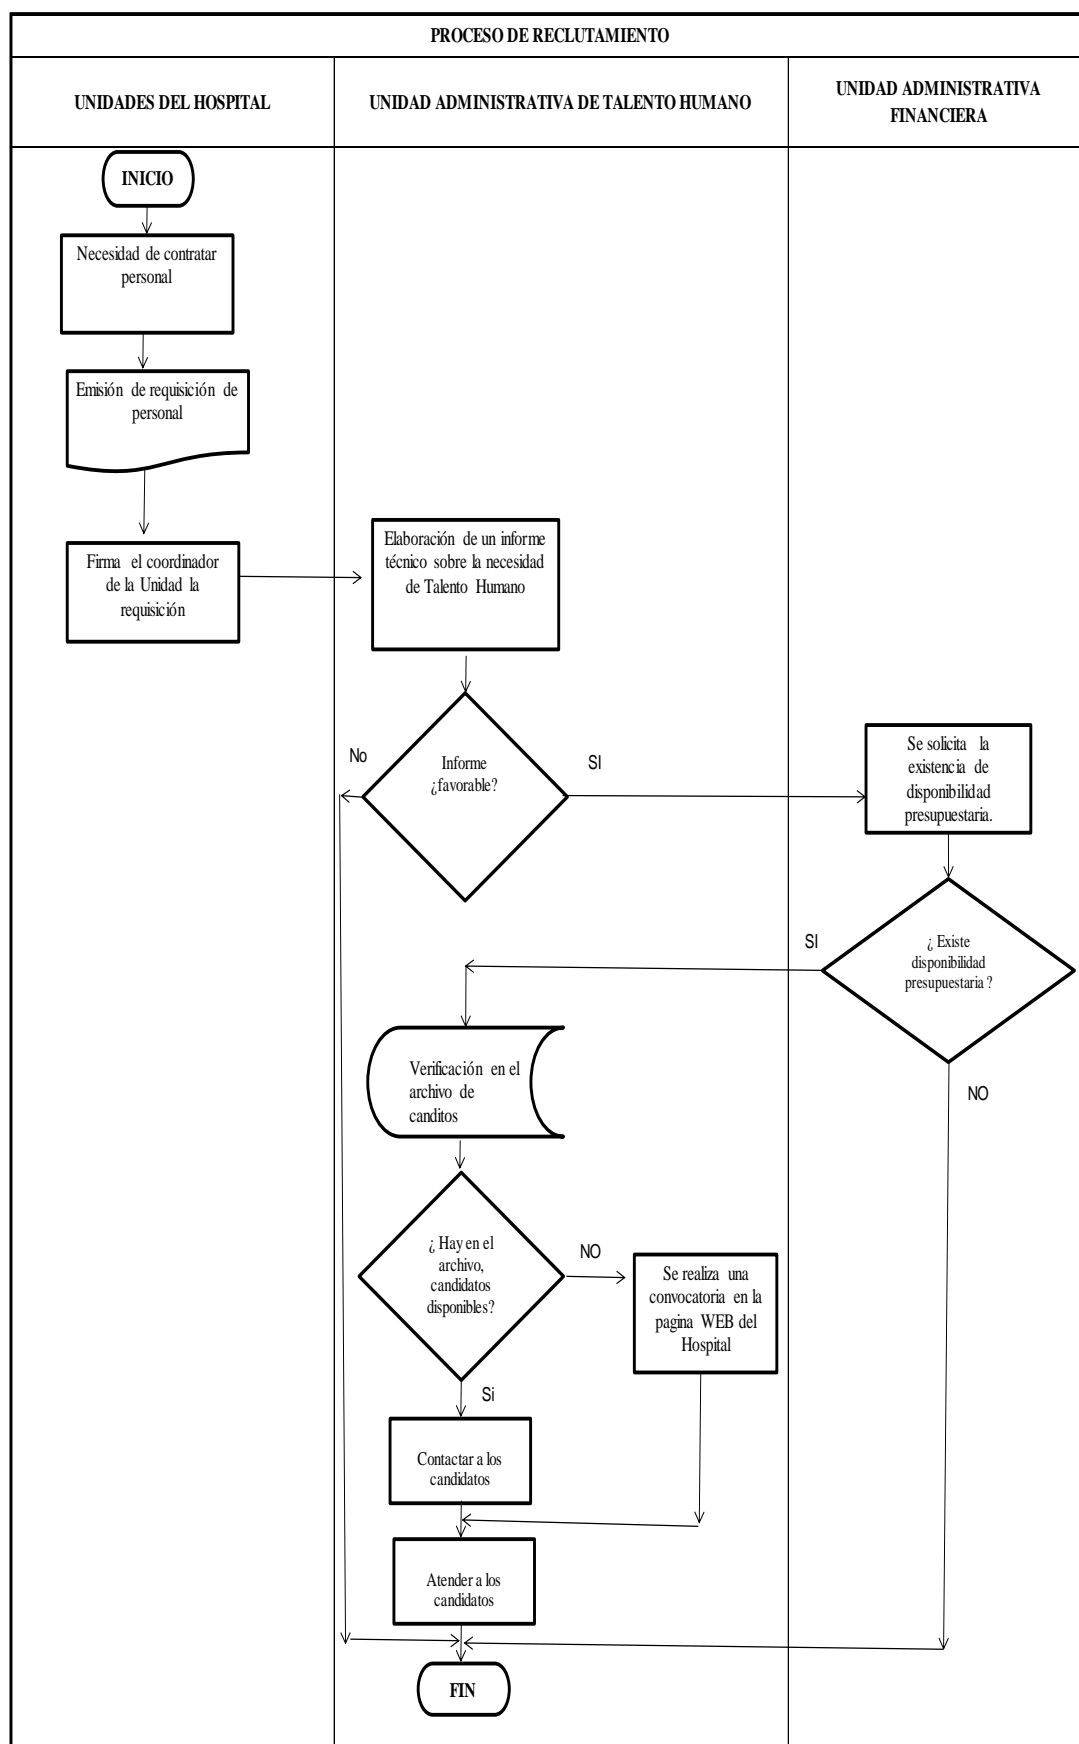 PROCESO DE RECLUTAMIENTO
UNIDADES DEL HOSPITAL
UNIDAD ADMINISTRATIVA DE TALENTO HUMANO
UNIDAD ADMINISTRATIVA
FINANCIERA
INICIO
Necesidad de contratar
personal
Emisión de requisición de
personal
Firma el coordinador
de la Unidad la
requisición
Elaboración de un informe
técnico sobre la necesidad
de Talento Humano
No
Informe
¿favorable?
SI
Se solicita la
existencia de
disponibilidad
presupuestaria.
SI
¿ Existe
disponibilidad
presupuestaria ?
NO
Verificación en el
archivo de
canditos
¿ Hay en el
archivo,
candidatos
disponibles?
NO
Se realiza una
convocatoria en la
pagina WEB del
Hospital
Si
Contactar a los
candidatos
Atender a los
candidatos
FIN